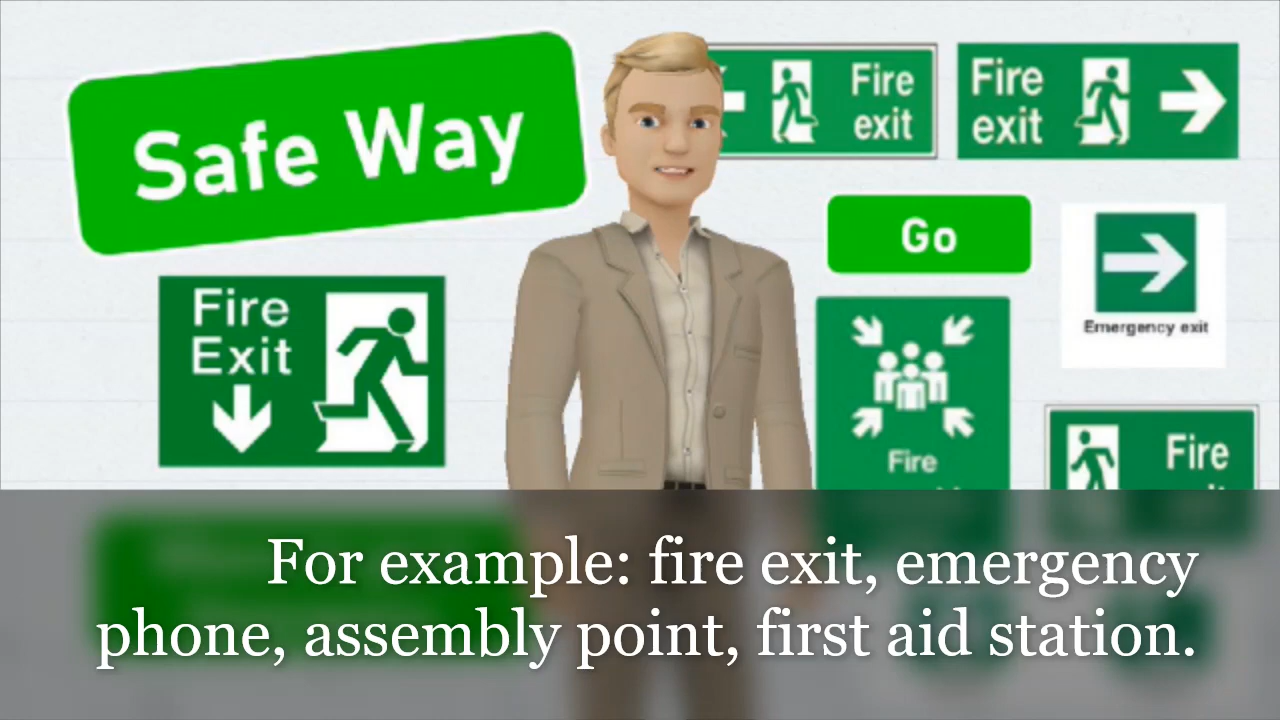 Safe Way
Fire
exit
Fire
exit
Go
Emergency exit
Fire
Exit
Fire
Fire
For example: fire exit, emergency
phone, assembly point, first aid station.